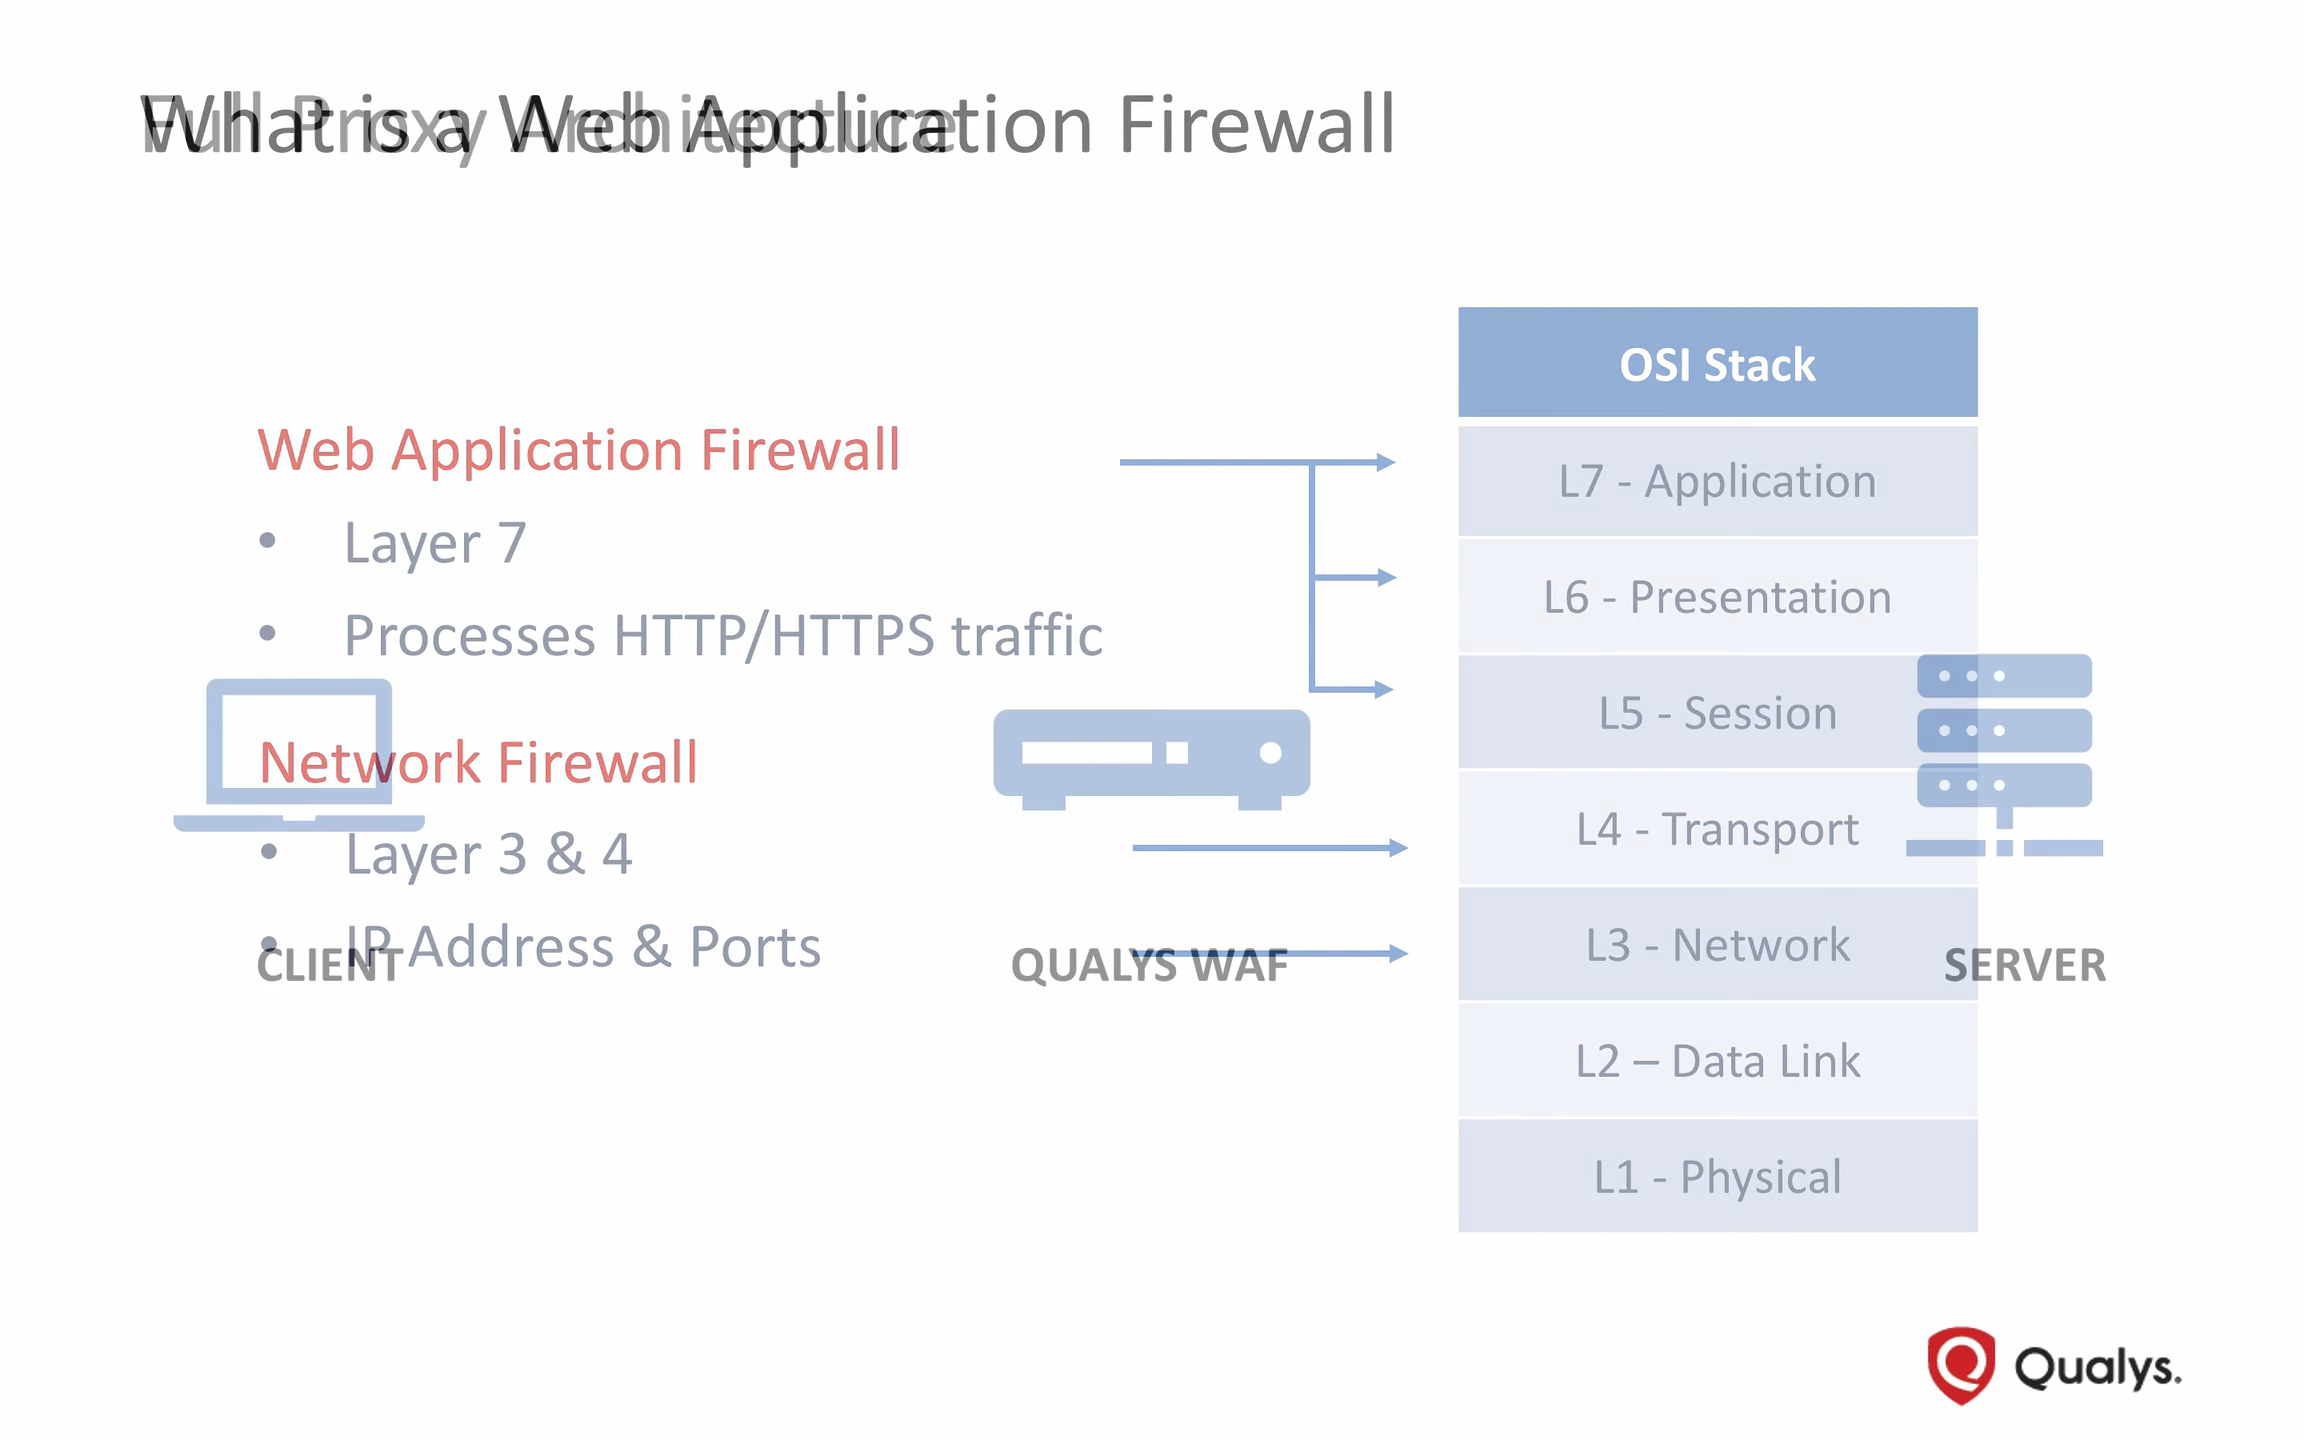 What is a Web Application Firewall
Full Proxy Architecture
Web Application Firewall
• Layer 7
• Processes HTTP/HTTPS traffic
Network Firewall
• Layer 3 & 4
• IP Address & Ports
OSI Stack
L7 - Application
L6 - Presentation
L5 - Session
L4 - Transport
L3 - Network
L2 – Data Link
L1 - Physical
CLIENT
QUALYS WAF
SERVER
Qualys.